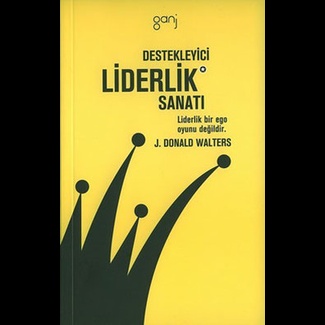 ganj
DESTEKLEYİCİ
LİDERLİK
SANATI
Liderlik bir ego
oyunu değildir.
J. DONALD WALTERS